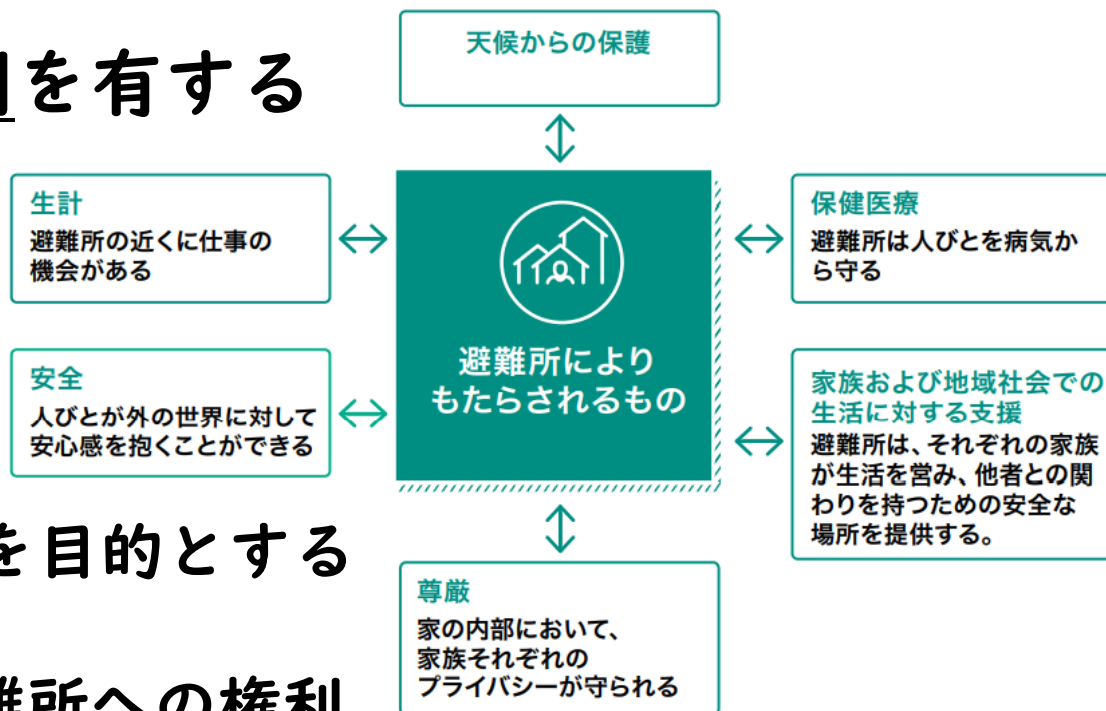 を有する
天候からの保護
生計
避難所の近くに仕事の
機会がある
保健医療
避難所は人びとを病気か
ら守る
避難所により
もたらされるもの
安全
人びとが外の世界に対して
安心感を抱くことができる
家族および地域社会での
生活に対する支援
避難所は、それぞれの家族
が生活を営み、他者との関
わりを持つための安全な
場所を提供する。
を目的とする
尊厳
家の内部において、
家族それぞれの
プライバシーが守られる
難所への権利